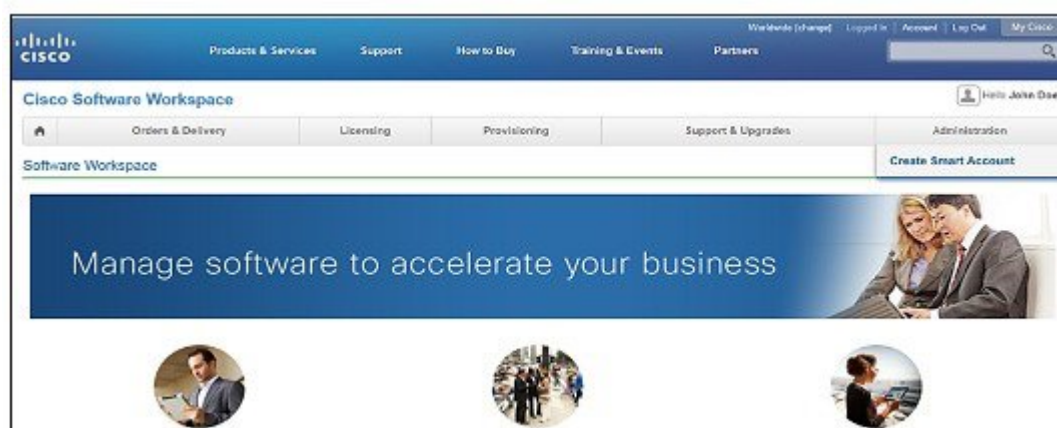 Worldwide [change] Logged In | Account | Log Out My Cisco
CISCO
Products & Services Support How to Buy Training & Events Partners
Cisco Software Workspace
Hello John Doe
Orders & Delivery Licensing Provisioning Support & Upgrades Administration
Software Workspace
Create Smart Account
Manage software to accelerate your business